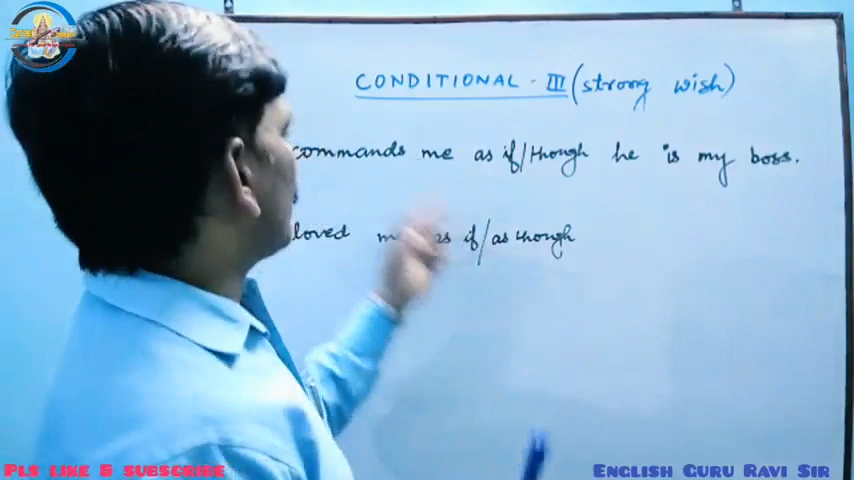 CONDITIONAL - III (strong wish)
commands me as if/though he is my boss.
loved me as if/as though
PLS LIKE & SUBSCRIBE
ENGLISH GURU RAVI SIR